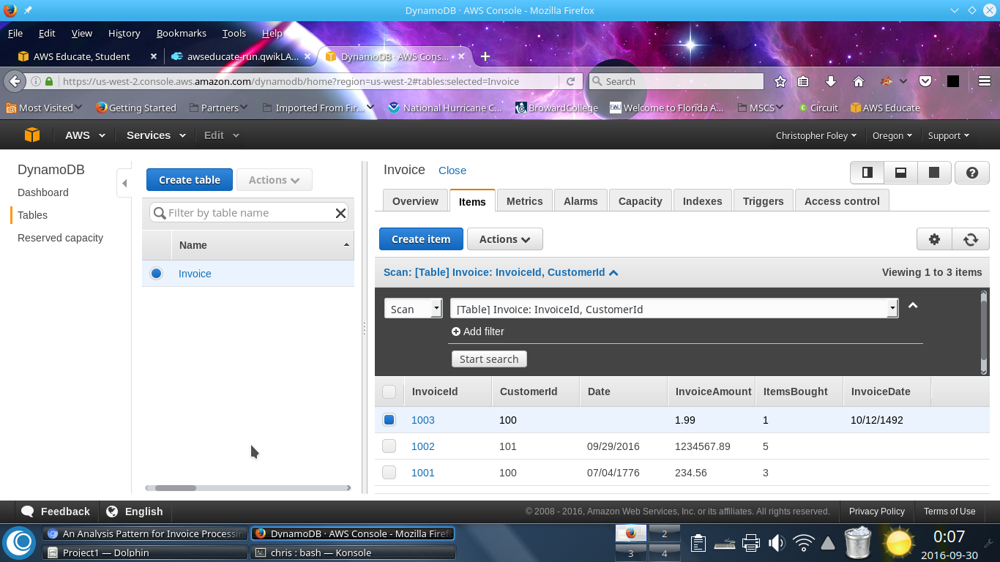 DynamoDB · AWS Console - Mozilla Firefox
File Edit View History Bookmarks Tools Help
AWS Educate, Student
awseducate-run.qwikLA...
DynamoDB · AWS Cons...
https://us-west-2.console.aws.amazon.com/dynamodb/home?region=us-west-2#tables:selected=Invoice
Search
Most Visited Getting Started Partners Imported From Fir... National Hurricane C... BrowardCollege FAU Welcome to Florida A... MSCS Circuit AWS Educate
AWS Services Edit Christopher Foley Oregon Support
DynamoDB
Dashboard
Tables
Reserved capacity
Create table Actions
Filter by table name
Name
Invoice
Invoice Close
Overview Items Metrics Alarms Capacity Indexes Triggers Access control
Create item Actions
Scan: [Table] Invoice: InvoiceId, CustomerId Viewing 1 to 3 items
Scan [Table] Invoice: InvoiceId, CustomerId
Add filter
Start search
InvoiceId CustomerId Date InvoiceAmount ItemsBought InvoiceDate
1003 100 1.99 1 10/12/1492
1002 101 09/29/2016 1234567.89 5
1001 100 07/04/1776 234.56 3
Feedback English © 2008 - 2016, Amazon Web Services, Inc. or its affiliates. All rights reserved. Privacy Policy Terms of Use
An Analysis Pattern for Invoice Processin
DynamoDB · AWS Console - Mozilla Firef
Project1 — Dolphin
chris : bash — Konsole
2
3 4
0:07
2016-09-30